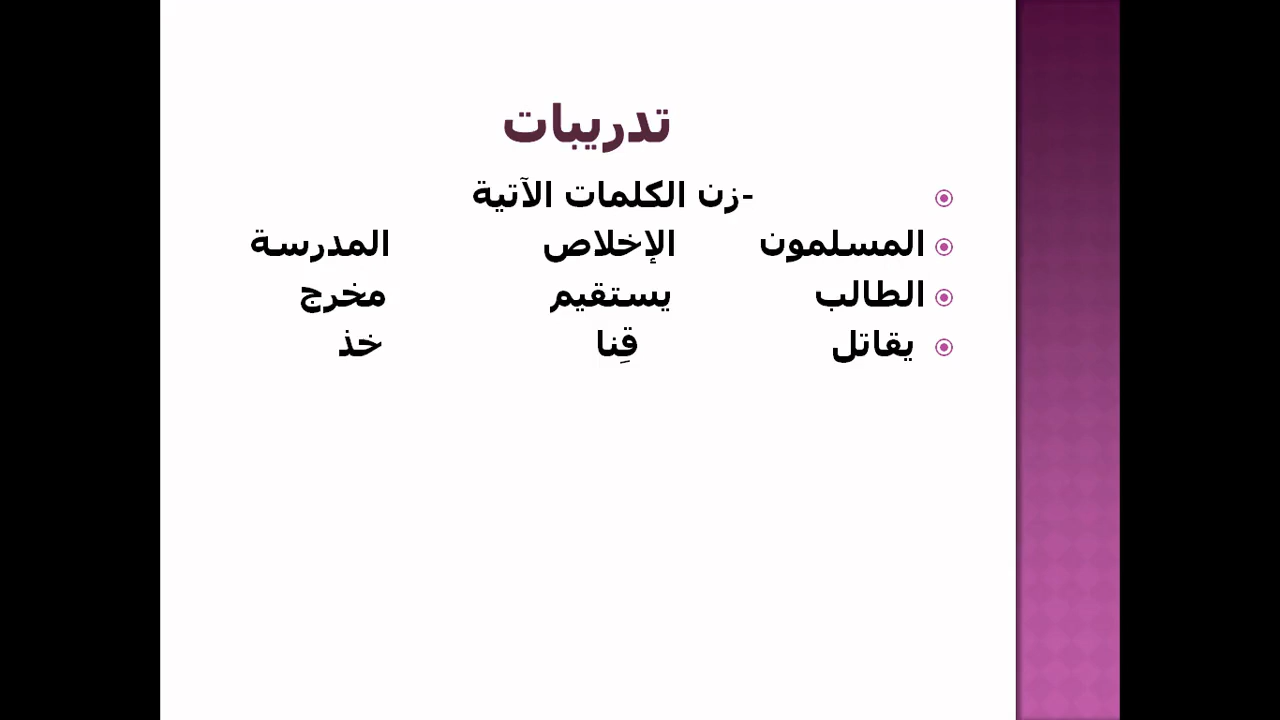 تدريبات
-زن الكلمات الآتية
المسلمون الإخلاص المدرسة
الطالب يستقيم مخرج
يقاتل قِنا خذ